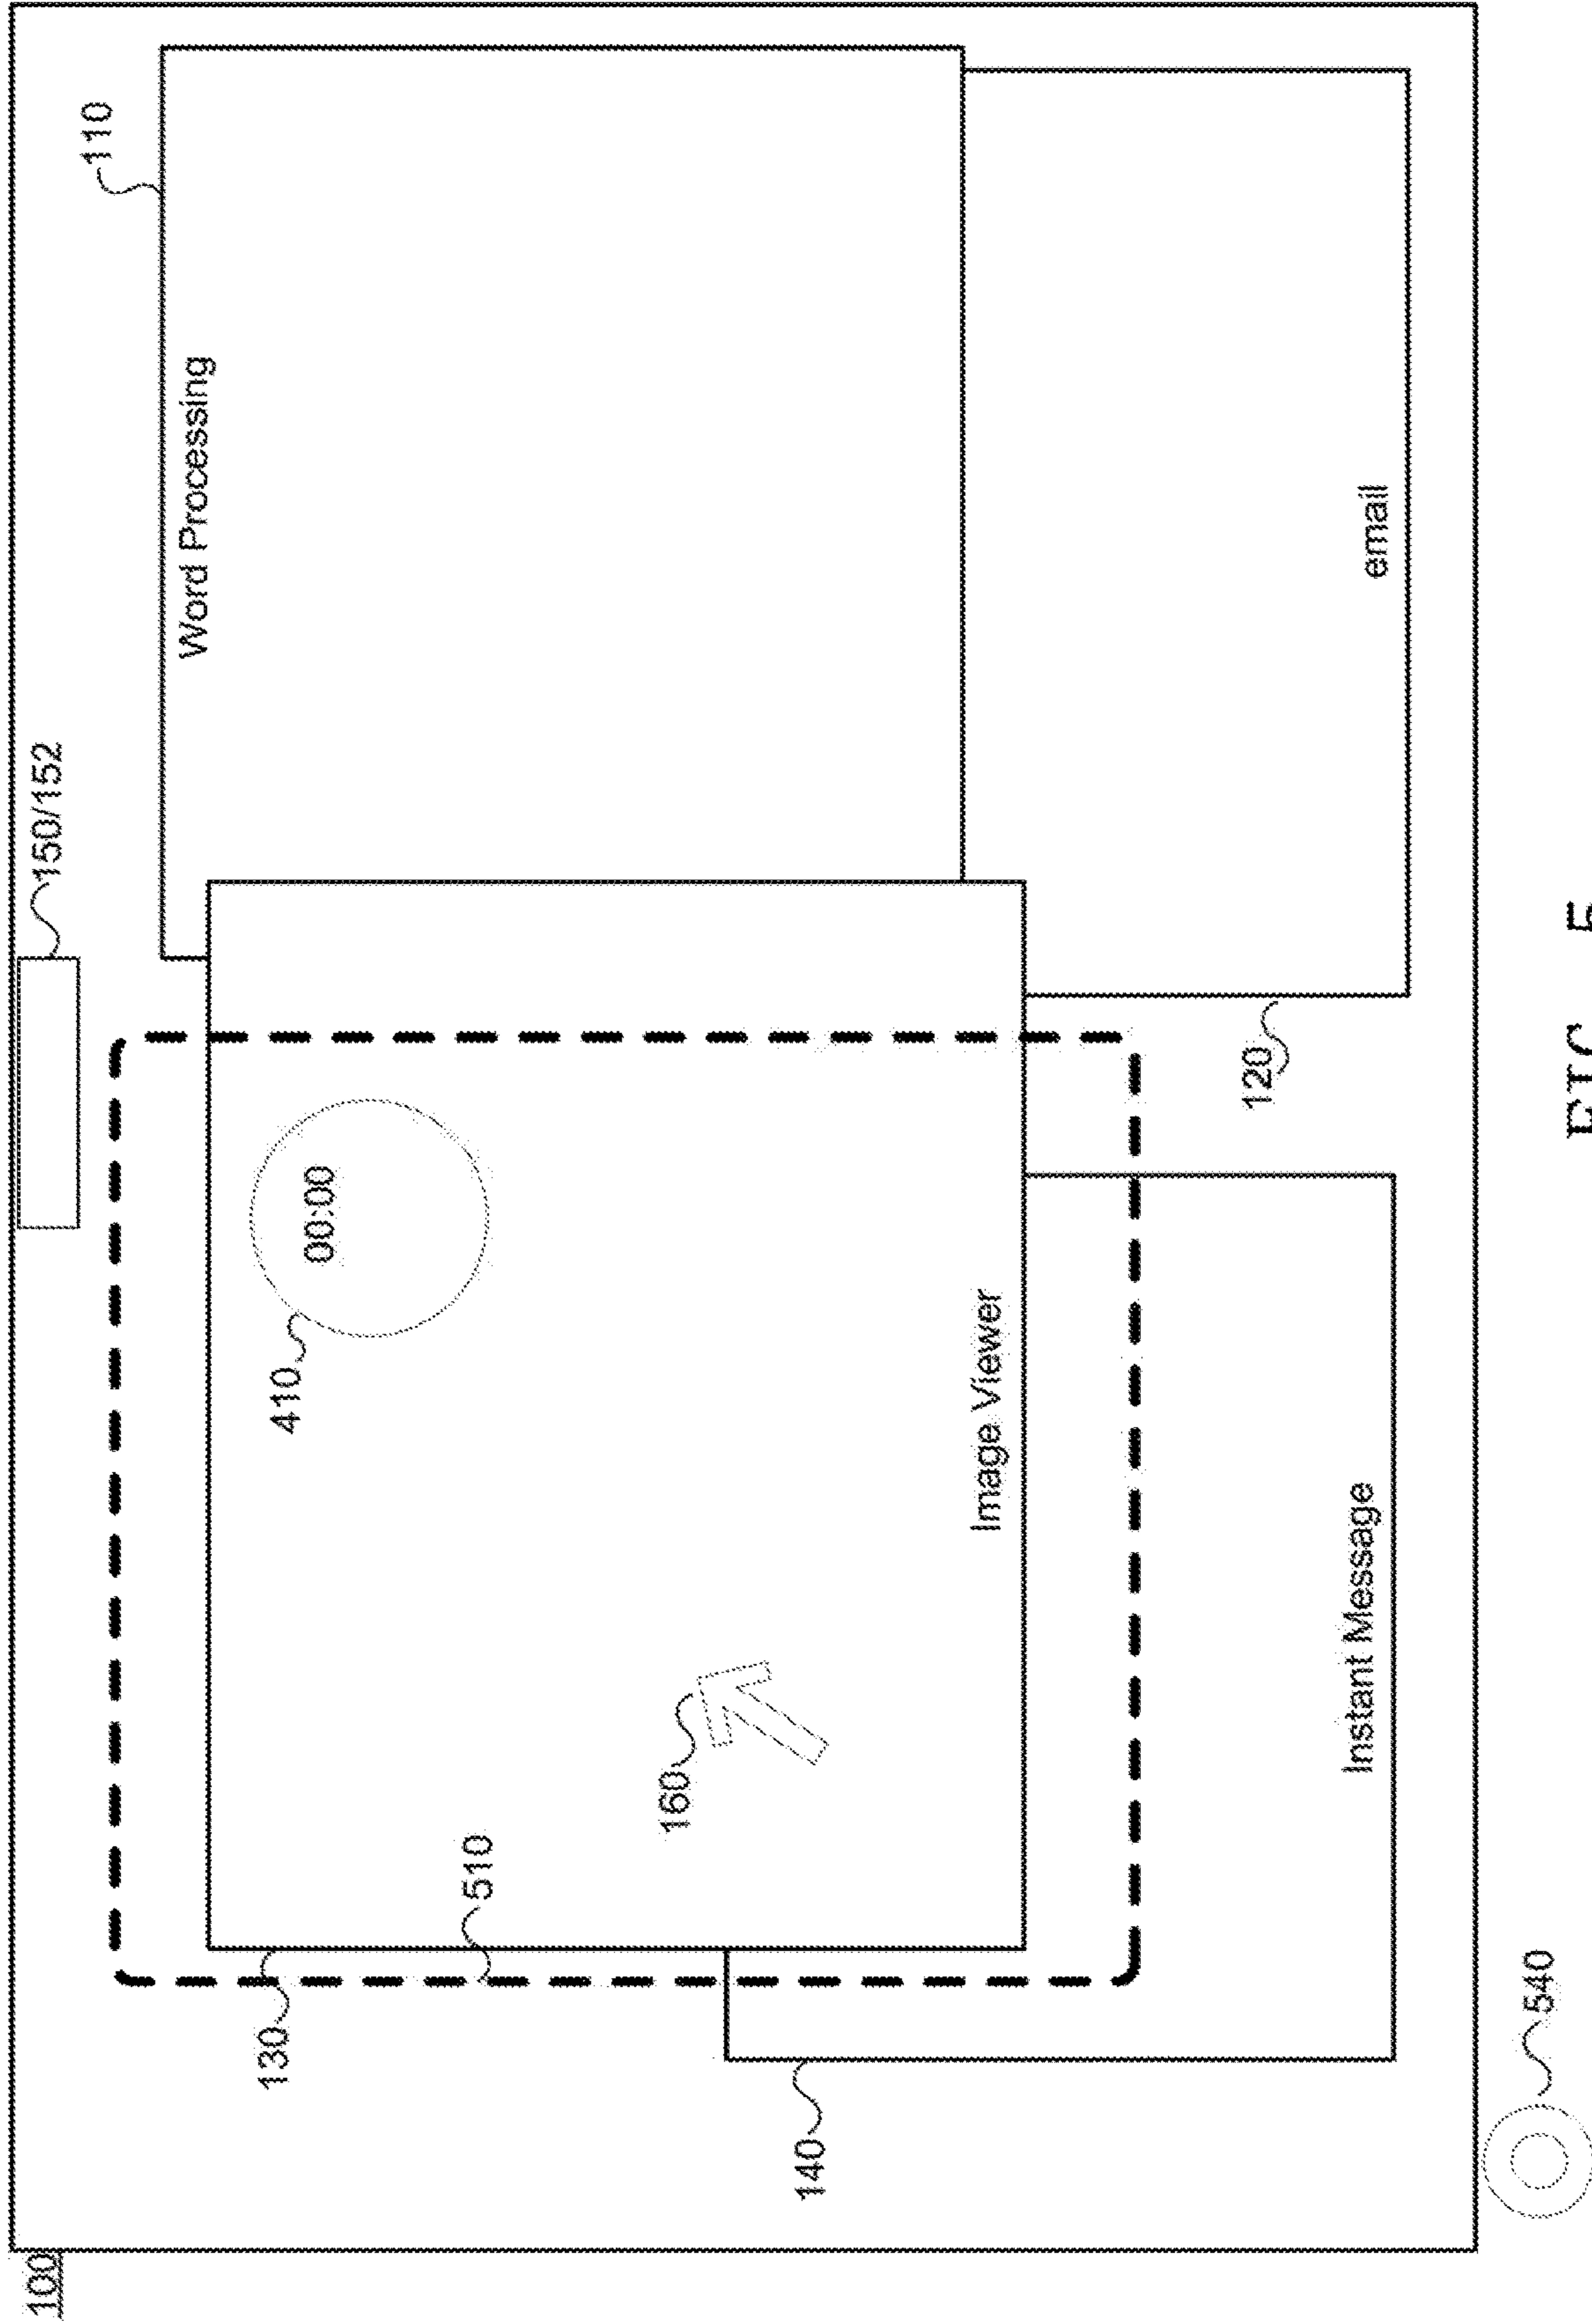 100
150/152
110
Word Processing
130
410
00:00
510
160
140
Image Viewer
120
Instant Message
email
540